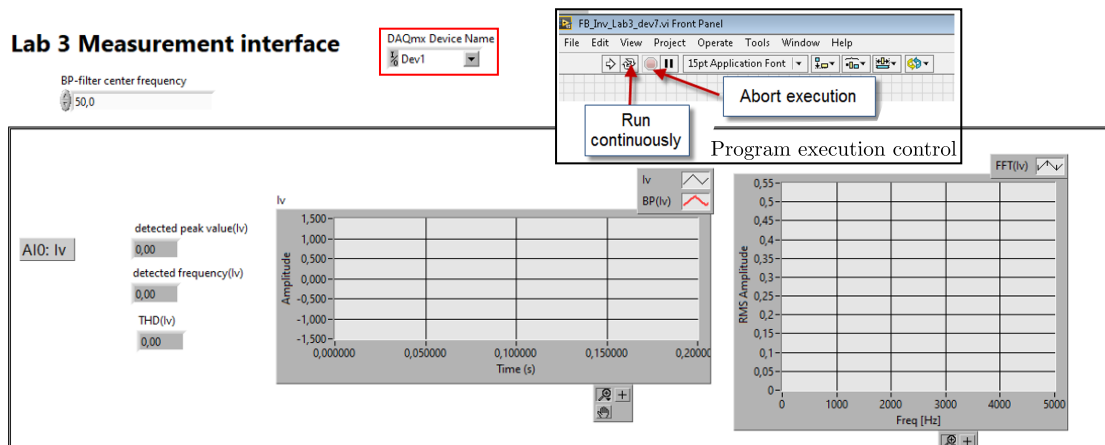 Lab 3 Measurement interface
DAQmx Device Name
Dev1
BP-filter center frequency
50,0
FB_Inv_Lab3_dev7.vi Front Panel
File Edit View Project Operate Tools Window Help
15pt Application Font
Run
continuously
Abort execution
Program execution control
AI0: Iv
detected peak value(Iv)
0,00
detected frequency(Iv)
0,00
THD(Iv)
0,00
Iv
Iv
BP(Iv)
Amplitude
1,500
1,000
0,500
0,000
-0,500
-1,000
-1,500
0,000000 0,050000 0,100000 0,150000 0,20000
Time (s)
FFT(Iv)
RMS Amplitude
0,55
0,5
0,45
0,4
0,35
0,3
0,25
0,2
0,15
0,1
0,05
0
0 1000 2000 3000 4000 5000
Freq [Hz]